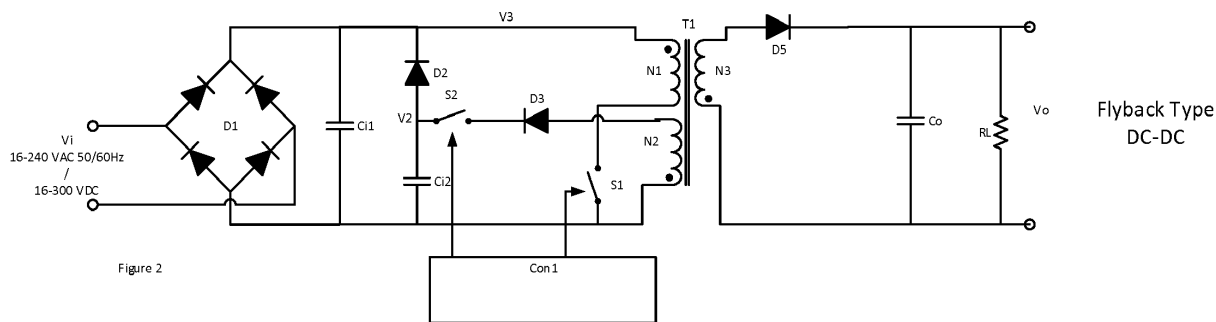 V3
T1
D5
D2
S2
D3
N1
N3
D1
Ci1
V2
Co
RL
Vo
Flyback Type
DC-DC
Vi
16-240 VAC 50/60Hz
/
16-300 VDC
N2
Ci2
S1
Figure 2
Con1